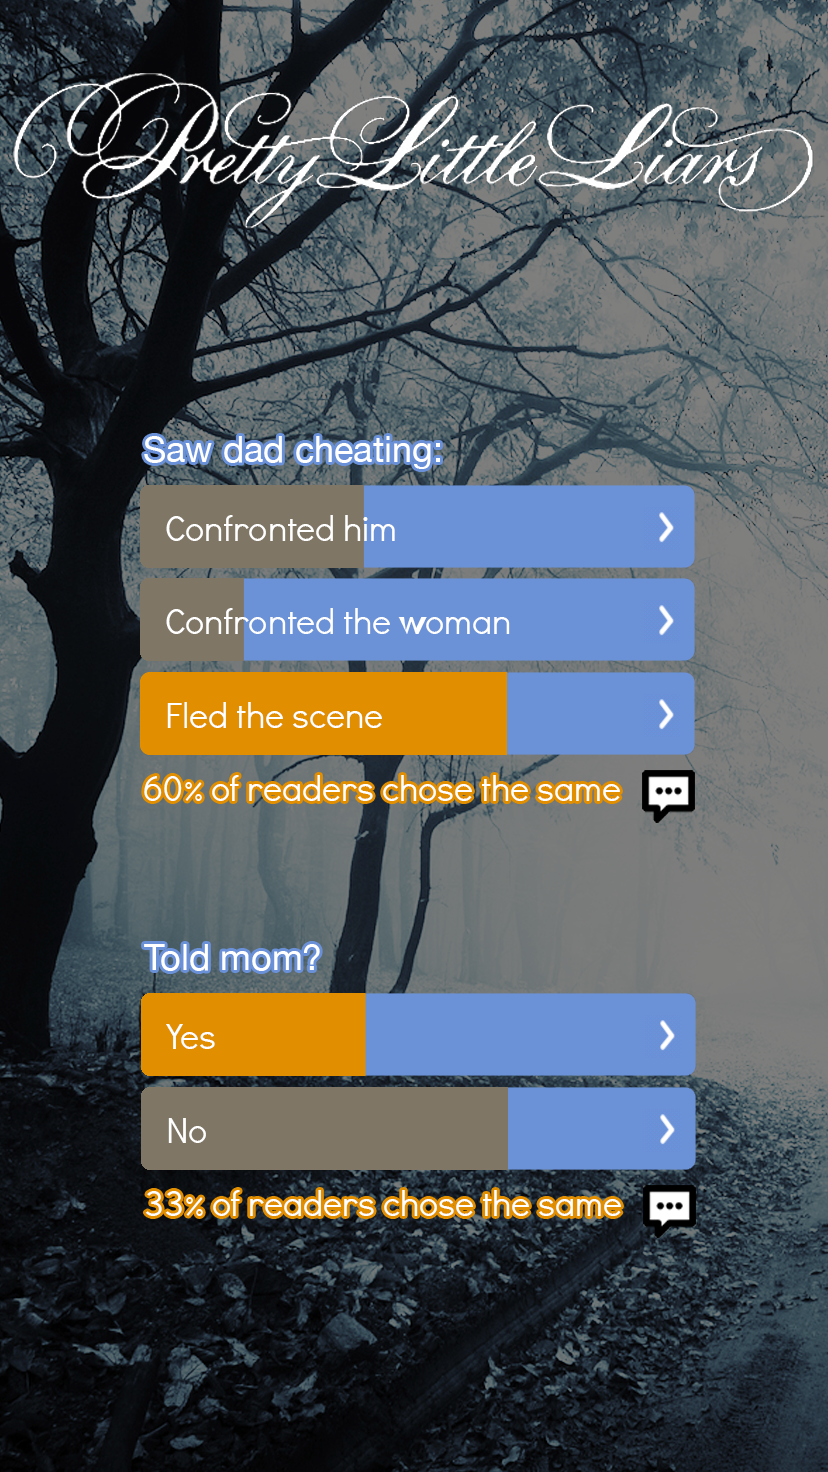 Pretty Little Liars
Saw dad cheating:
Confronted him
Confronted the woman
Fled the scene
60% of readers chose the same
Told mom?
Yes
No
33% of readers chose the same